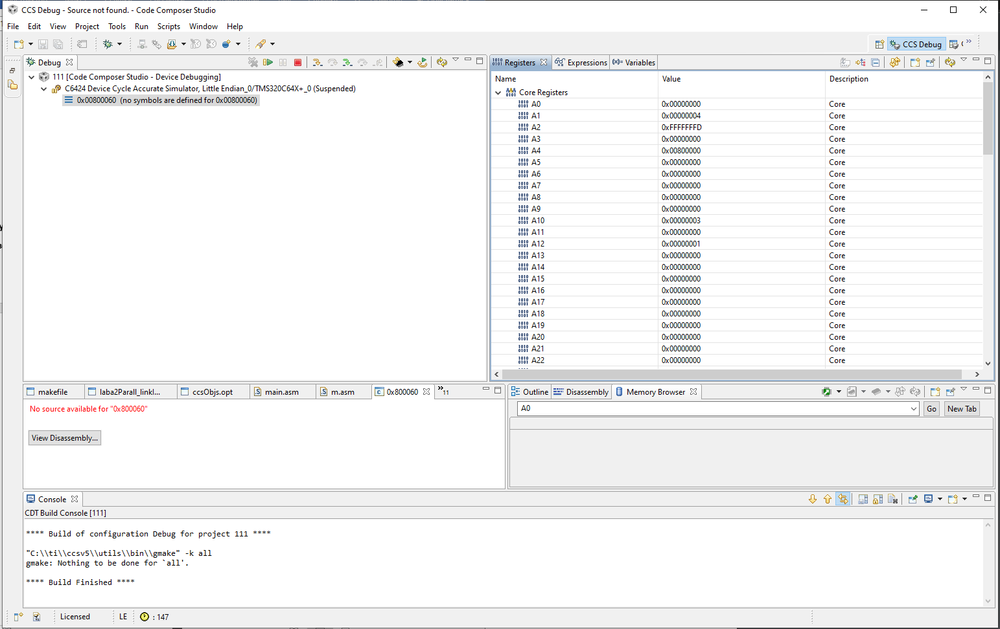 CCS Debug - Source not found. - Code Composer Studio
File Edit View Project Tools Run Scripts Window Help
CCS Debug
Debug
111 [Code Composer Studio - Device Debugging]
C6424 Device Cycle Accurate Simulator, Little Endian_0/TMS320C64X+_0 (Suspended)
0x00800060 (no symbols are defined for 0x00800060)
Registers Expressions Variables
Name Value Description
Core Registers
A0 0x00000000 Core
A1 0x00000004 Core
A2 0xFFFFFFFD Core
A3 0x00000000 Core
A4 0x00800000 Core
A5 0x00000000 Core
A6 0x00000000 Core
A7 0x00000000 Core
A8 0x00000000 Core
A9 0x00000000 Core
A10 0x00000003 Core
A11 0x00000000 Core
A12 0x00000001 Core
A13 0x00000000 Core
A14 0x00000000 Core
A15 0x00000000 Core
A16 0x00000000 Core
A17 0x00000000 Core
A18 0x00000000 Core
A19 0x00000000 Core
A20 0x00000000 Core
A21 0x00000000 Core
A22 0x00000000 Core
makefile laba2Parall_linkI... ccsObjs.opt main.asm m.asm 0x800060 »11
No source available for "0x800060"
View Disassembly...
Outline Disassembly Memory Browser
A0 Go New Tab
Console
CDT Build Console [111]
**** Build of configuration Debug for project 111 ****
"C:\\ti\\ccsv5\\utils\\bin\\gmake" -k all
gmake: Nothing to be done for `all'.
**** Build Finished ****
Licensed LE : 147